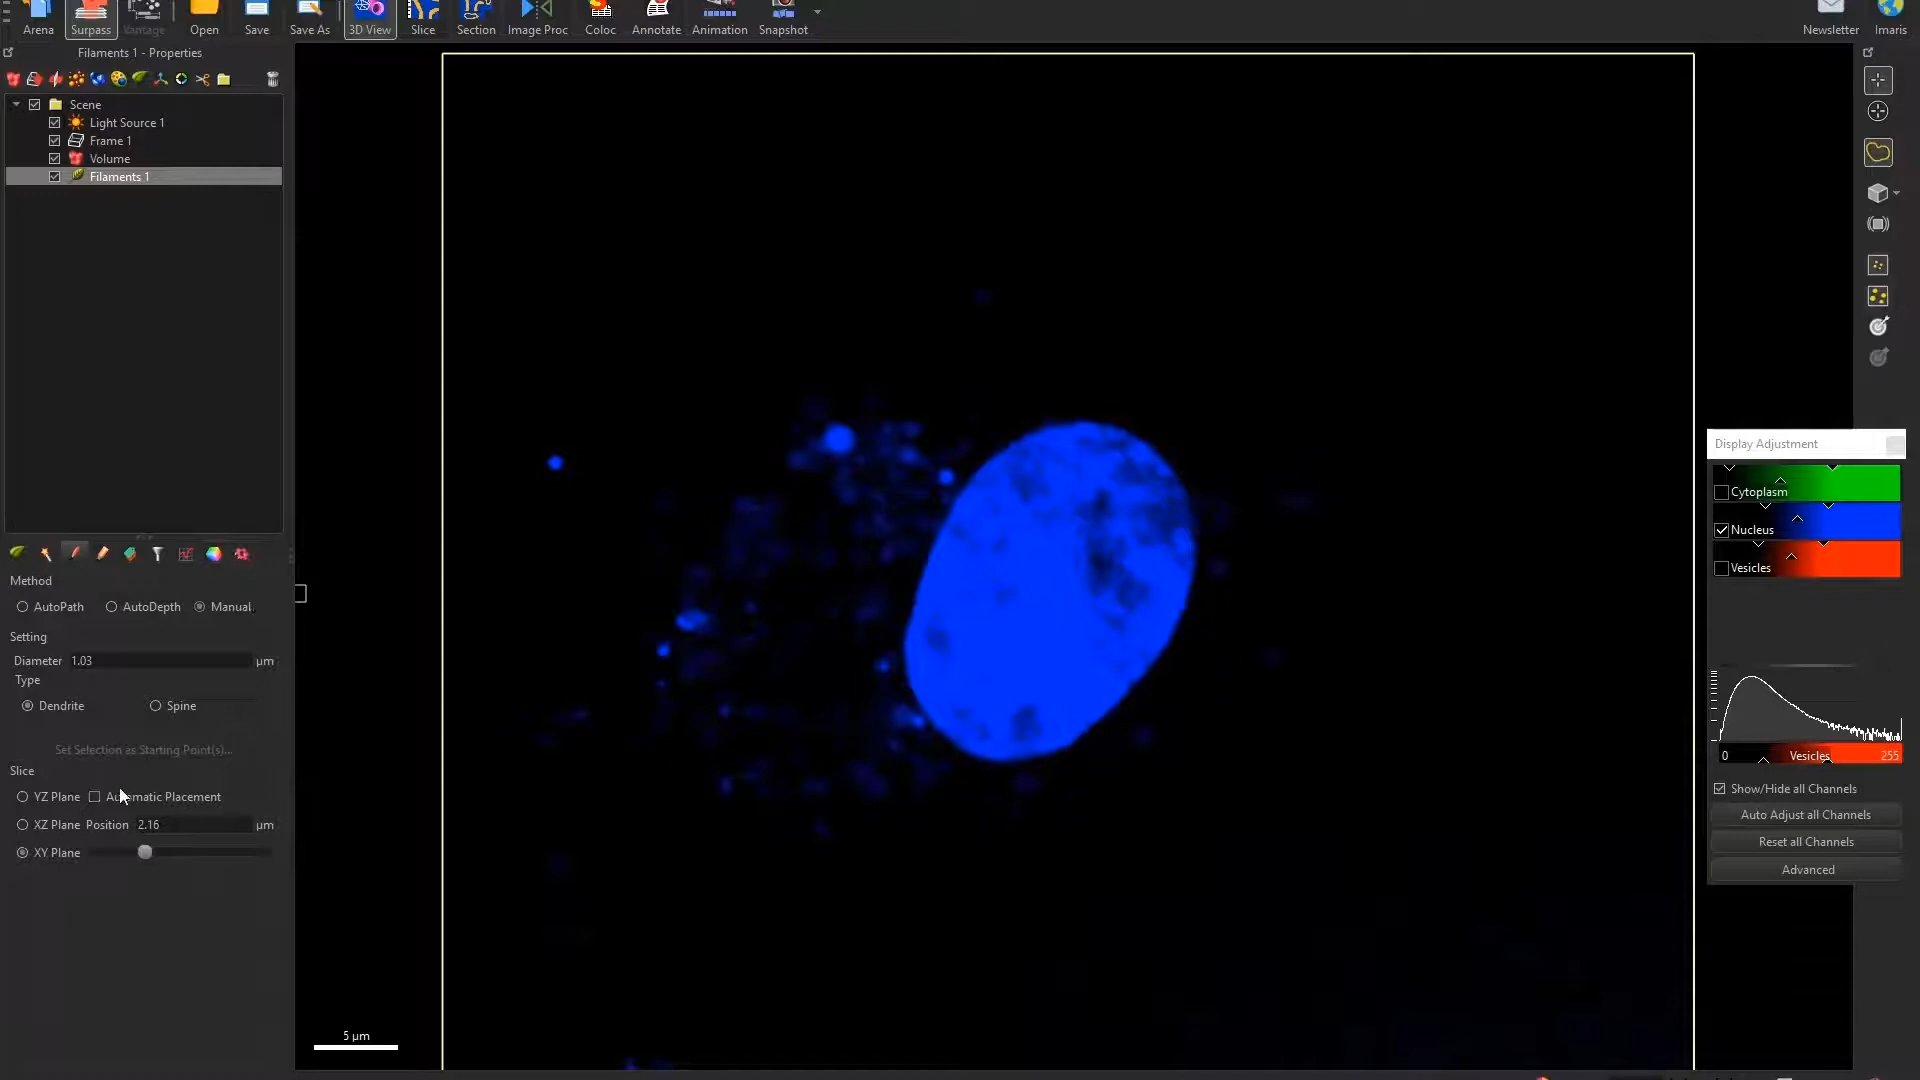 Arena Surpass Vantage Open Save Save As 3D View Slice Section Image Proc Coloc Annotate Animation Snapshot Newsletter Imaris
Filaments 1 - Properties
Scene
Light Source 1
Frame 1
Volume
Filaments 1
Method
AutoPath AutoDepth Manual
Setting
Diameter 1.03 µm
Type
Dendrite Spine
Set Selection as Starting Point(s)...
Slice
YZ Plane Automatic Placement
XZ Plane Position 2.16 µm
XY Plane
5 µm
Display Adjustment
Cytoplasm
Nucleus
Vesicles
0 Vesicles 255
Show/Hide all Channels
Auto Adjust all Channels
Reset all Channels
Advanced